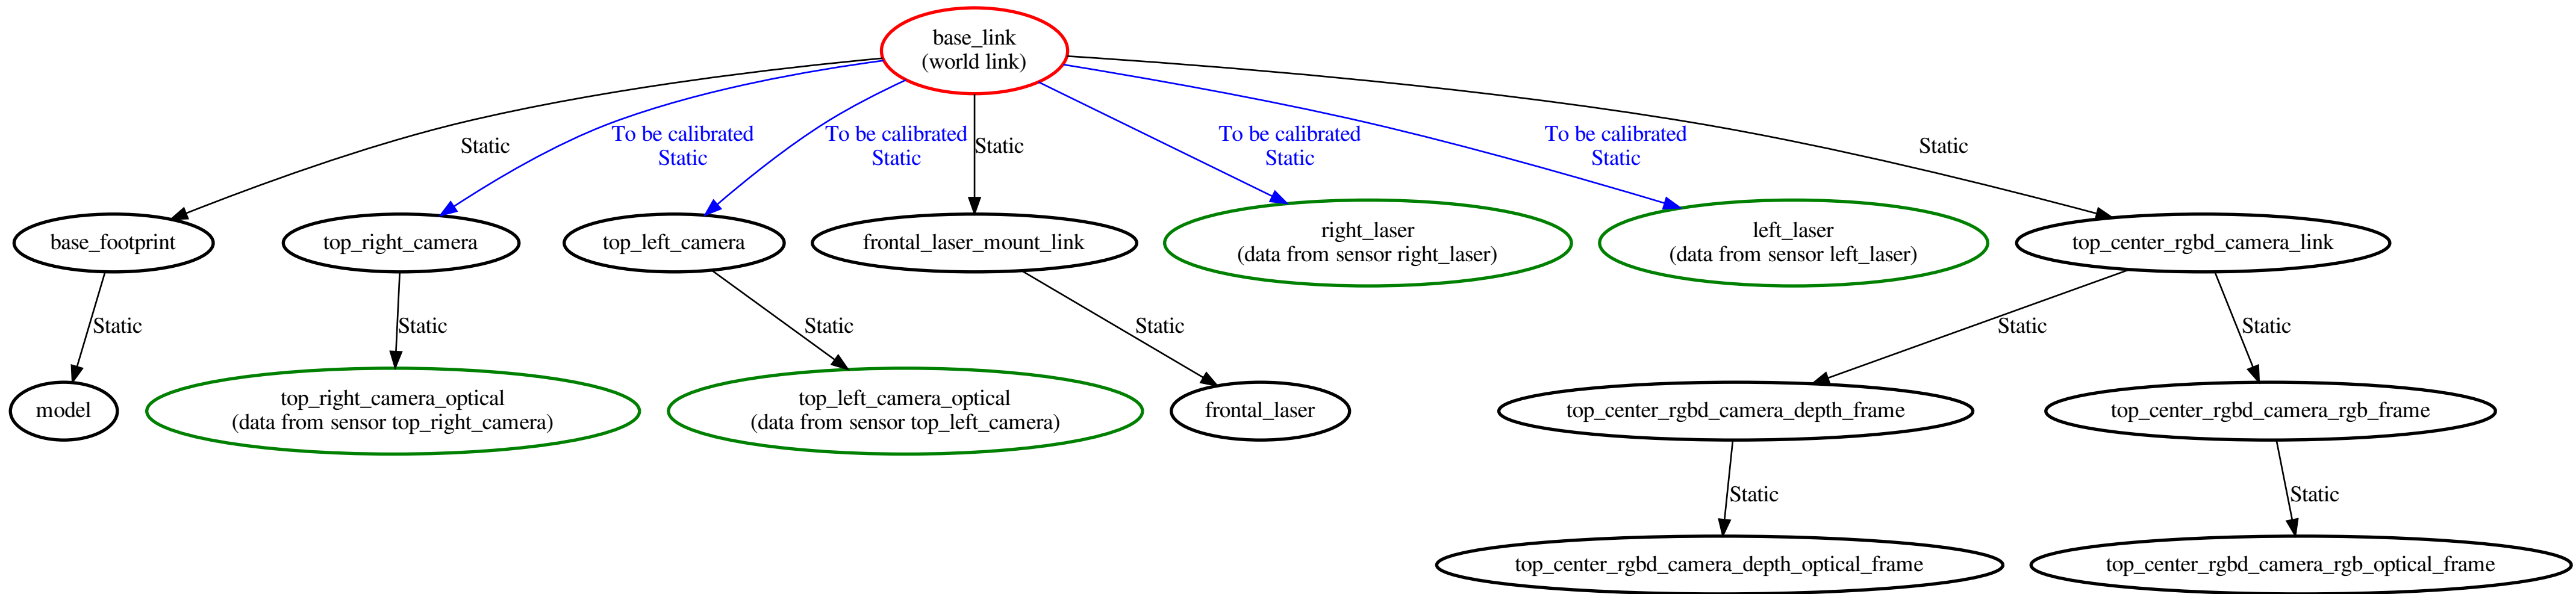 base_link
(world link)
Static
To be calibrated
Static
To be calibrated
Static
Static
To be calibrated
Static
To be calibrated
Static
Static
base_footprint
top_right_camera
top_left_camera
frontal_laser_mount_link
right_laser
(data from sensor right_laser)
left_laser
(data from sensor left_laser)
top_center_rgbd_camera_link
Static
Static
Static
Static
Static
Static
model
top_right_camera_optical
(data from sensor top_right_camera)
top_left_camera_optical
(data from sensor top_left_camera)
frontal_laser
top_center_rgbd_camera_depth_frame
top_center_rgbd_camera_rgb_frame
Static
Static
top_center_rgbd_camera_depth_optical_frame
top_center_rgbd_camera_rgb_optical_frame